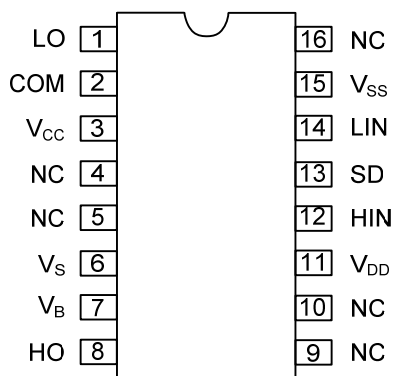 LO 1 16 NC
COM 2 15 VSS
VCC 3 14 LIN
NC 4 13 SD
NC 5 12 HIN
VS 6 11 VDD
VB 7 10 NC
HO 8 9 NC